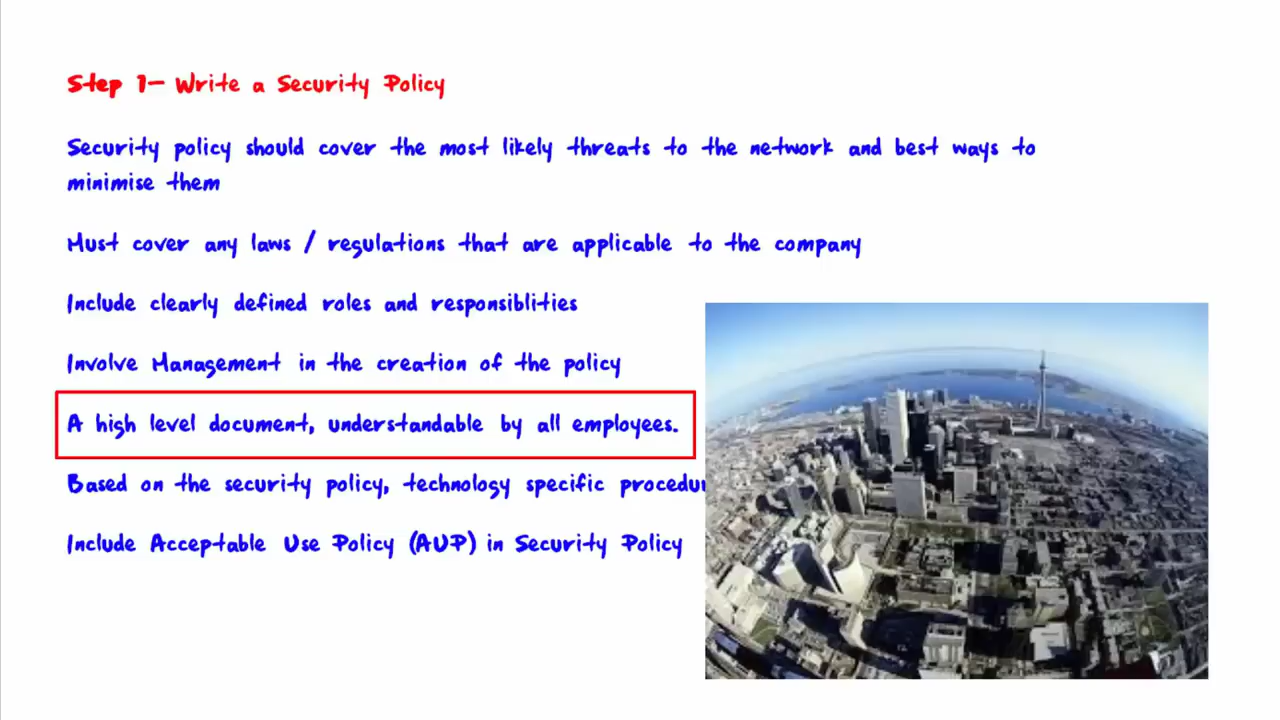 Step 1- Write a Security Policy
Security policy should cover the most likely threats to the network and best ways to
minimise them
Must cover any laws / regulations that are applicable to the company
Include clearly defined roles and responsiblities
Involve Management in the creation of the policy
A high level document, understandable by all employees.
Based on the security policy, technology specific
Include Acceptable Use Policy (AUP) in Security Policy